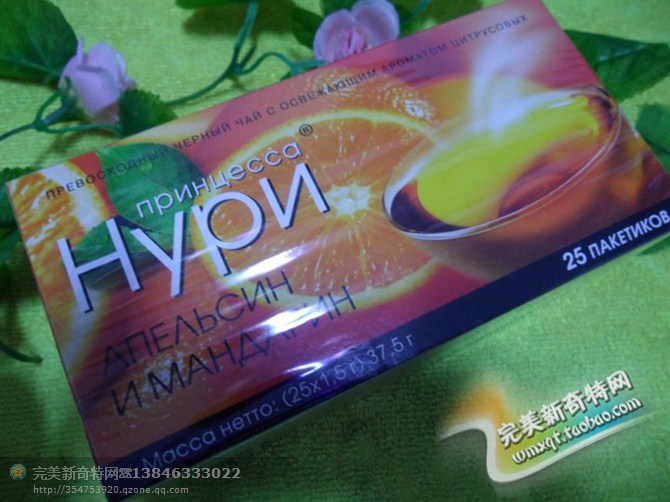 ПРЕВОСХОДНЫЙ ЧЕРНЫЙ ЧАЙ С ОСВЕЖАЮЩИМ АРОМАТОМ ЦИТРУСОВЫХ
ПРИНЦЕССА®
НУРИ
АПЕЛЬСИН
И МАНДАРИН
25 ПАКЕТИКОВ
Масса нетто: (25x1,5 г) 37,5 г
完美新奇特网
wmxqt.taobao.com
完美新奇特网☎13846333022
http://354753920.qzone.qq.com